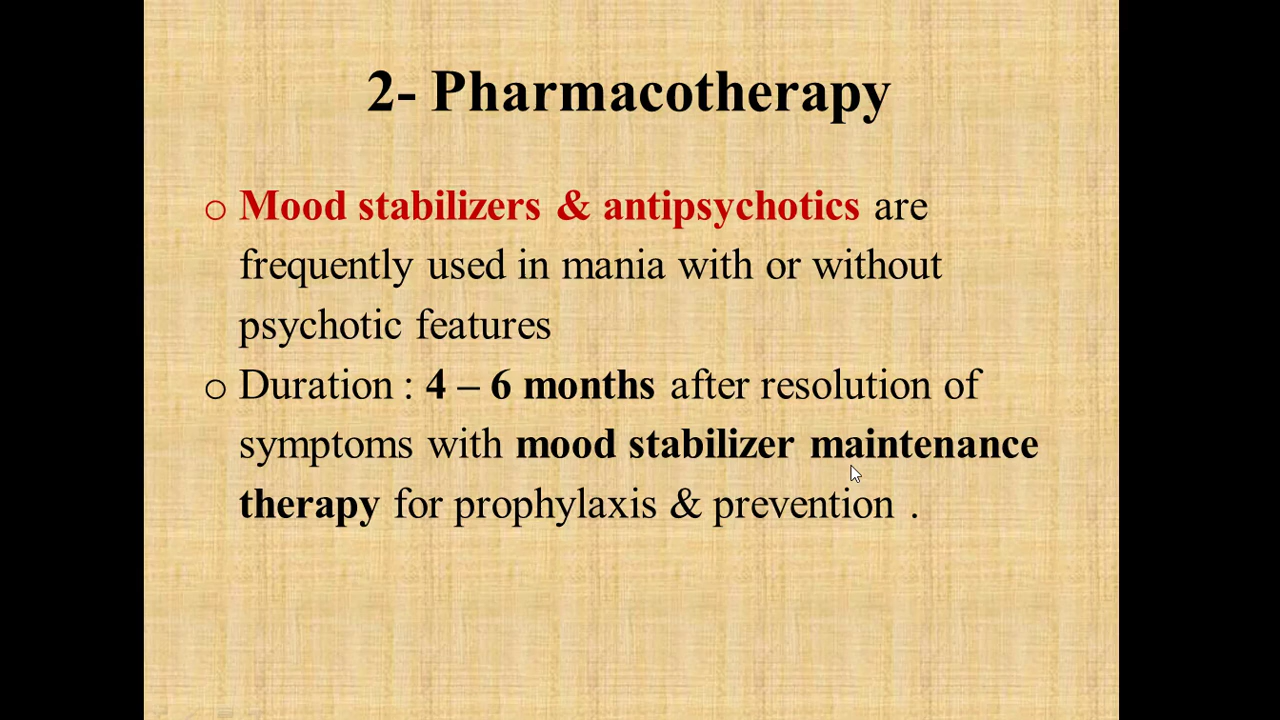 2- Pharmacotherapy
o Mood stabilizers & antipsychotics are
frequently used in mania with or without
psychotic features
o Duration : 4 – 6 months after resolution of
symptoms with mood stabilizer maintenance
therapy for prophylaxis & prevention .